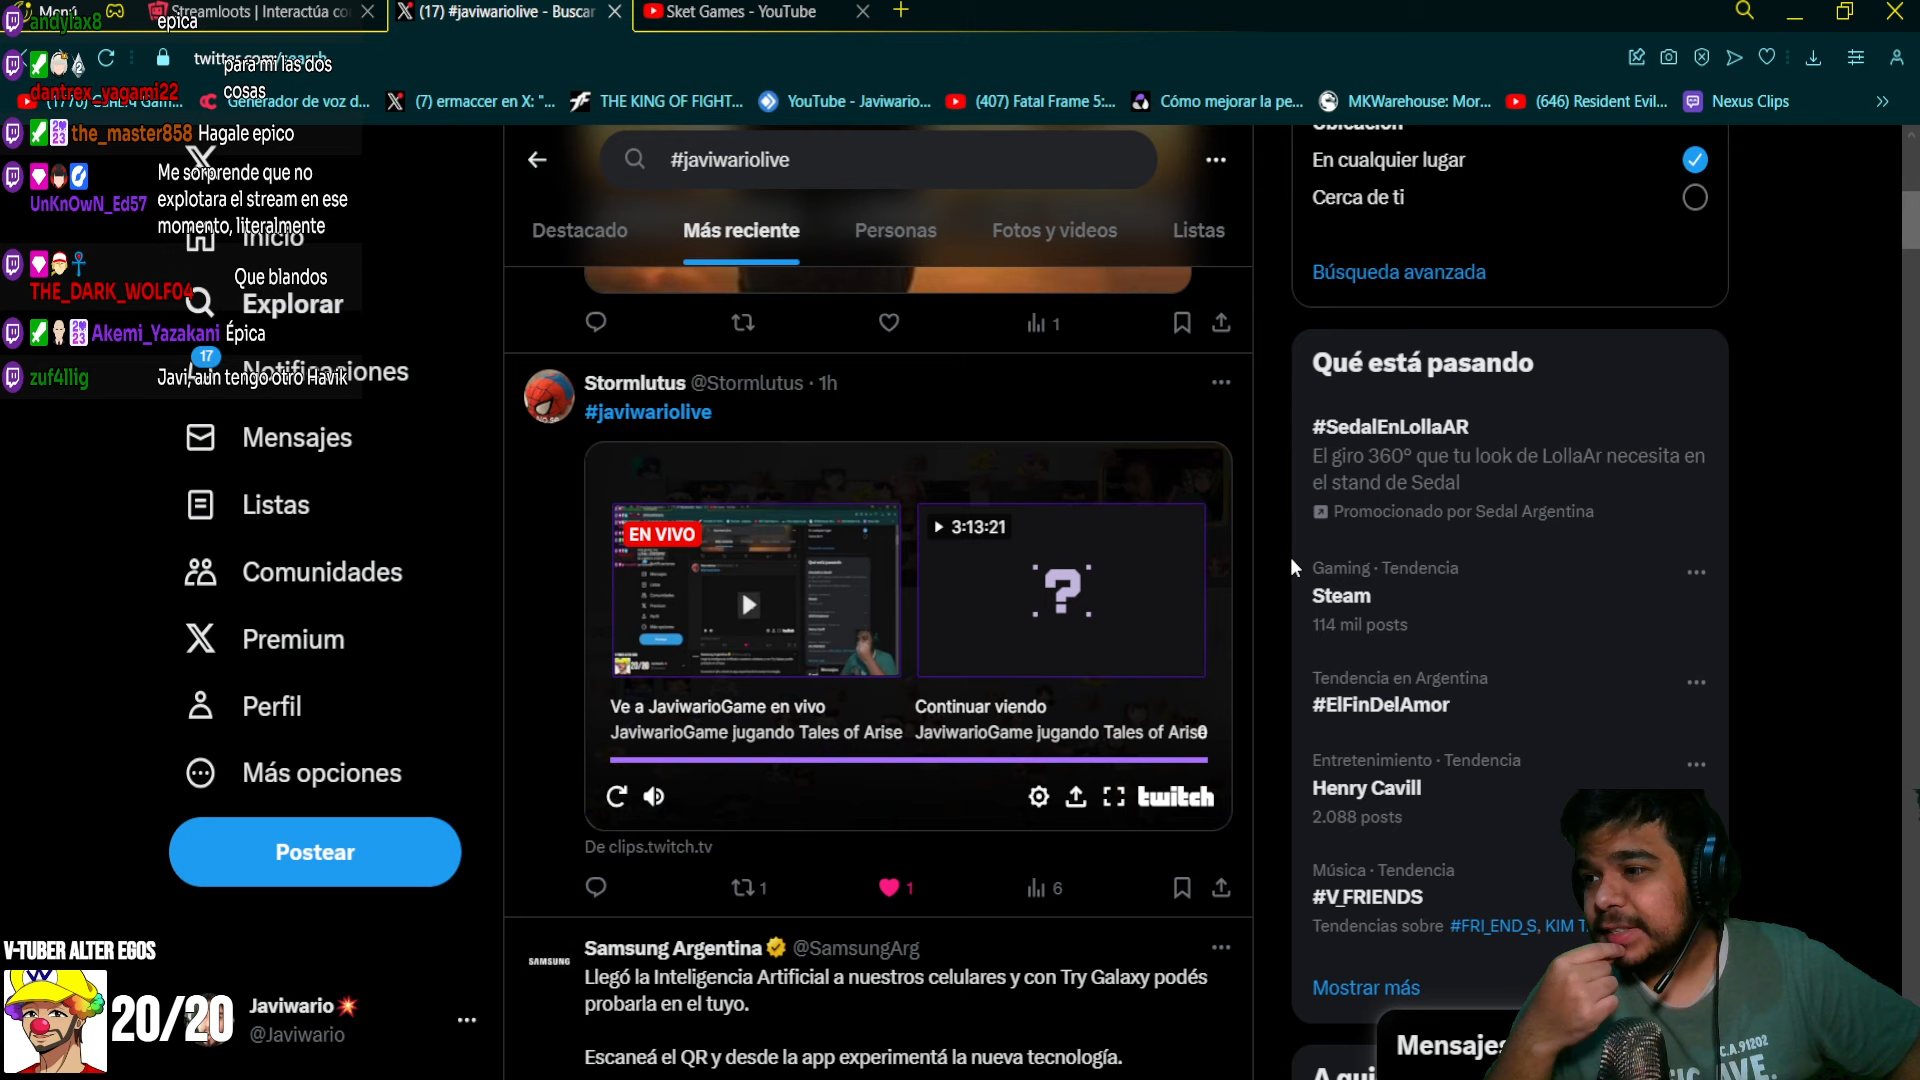 Menú
Streamloots | Interactúa co
(17) #javiwariolive - Buscar
Sket Games - YouTube
andylax8
epica
para mi las dos
cosas
dantrex_yagami22
Generador de voz d...
(7) ermaccer en X: "...
THE KING OF FIGHT...
YouTube - Javiwario...
(407) Fatal Frame 5:...
Cómo mejorar la pe...
MKWarehouse: Mor...
(646) Resident Evil...
Nexus Clips
the_master858 Hagale epico
UnKnOwN_Ed57
Me sorprende que no
explotara el stream en ese
momento, literalmente
THE_DARK_WOLF04
Que blandos
Akemi_Yazakani Épica
zuf4llig
Javi, aun tengo otro Havik
Inicio
Explorar
17
Notificaciones
Mensajes
Listas
Comunidades
Premium
Perfil
Más opciones
Postear
V-TUBER ALTER EGOS
20/20
Javiwario
@Javiwario
#javiwariolive
Destacado
Más reciente
Personas
Fotos y videos
Listas
1
Stormlutus @Stormlutus · 1h
#javiwariolive
EN VIVO
3:13:21
Ve a JaviwarioGame en vivo
JaviwarioGame jugando Tales of Arise
Continuar viendo
JaviwarioGame jugando Tales of Arise
twitch
De clips.twitch.tv
1
1
6
SAMSUNG
Samsung Argentina @SamsungArg
Llegó la Inteligencia Artificial a nuestros celulares y con Try Galaxy podés
probarla en el tuyo.
Escaneá el QR y desde la app experimentá la nueva tecnología.
Ubicación
En cualquier lugar
Cerca de ti
Búsqueda avanzada
Qué está pasando
#SedalEnLollaAR
El giro 360º que tu look de LollaAr necesita en
el stand de Sedal
Promocionado por Sedal Argentina
Gaming · Tendencia
Steam
114 mil posts
Tendencia en Argentina
#ElFinDelAmor
Entretenimiento · Tendencia
Henry Cavill
2.088 posts
Música · Tendencia
#V_FRIENDS
Tendencias sobre #FRI_END_S, KIM T
Mostrar más
Mensajes
A qui
C.A. 91202